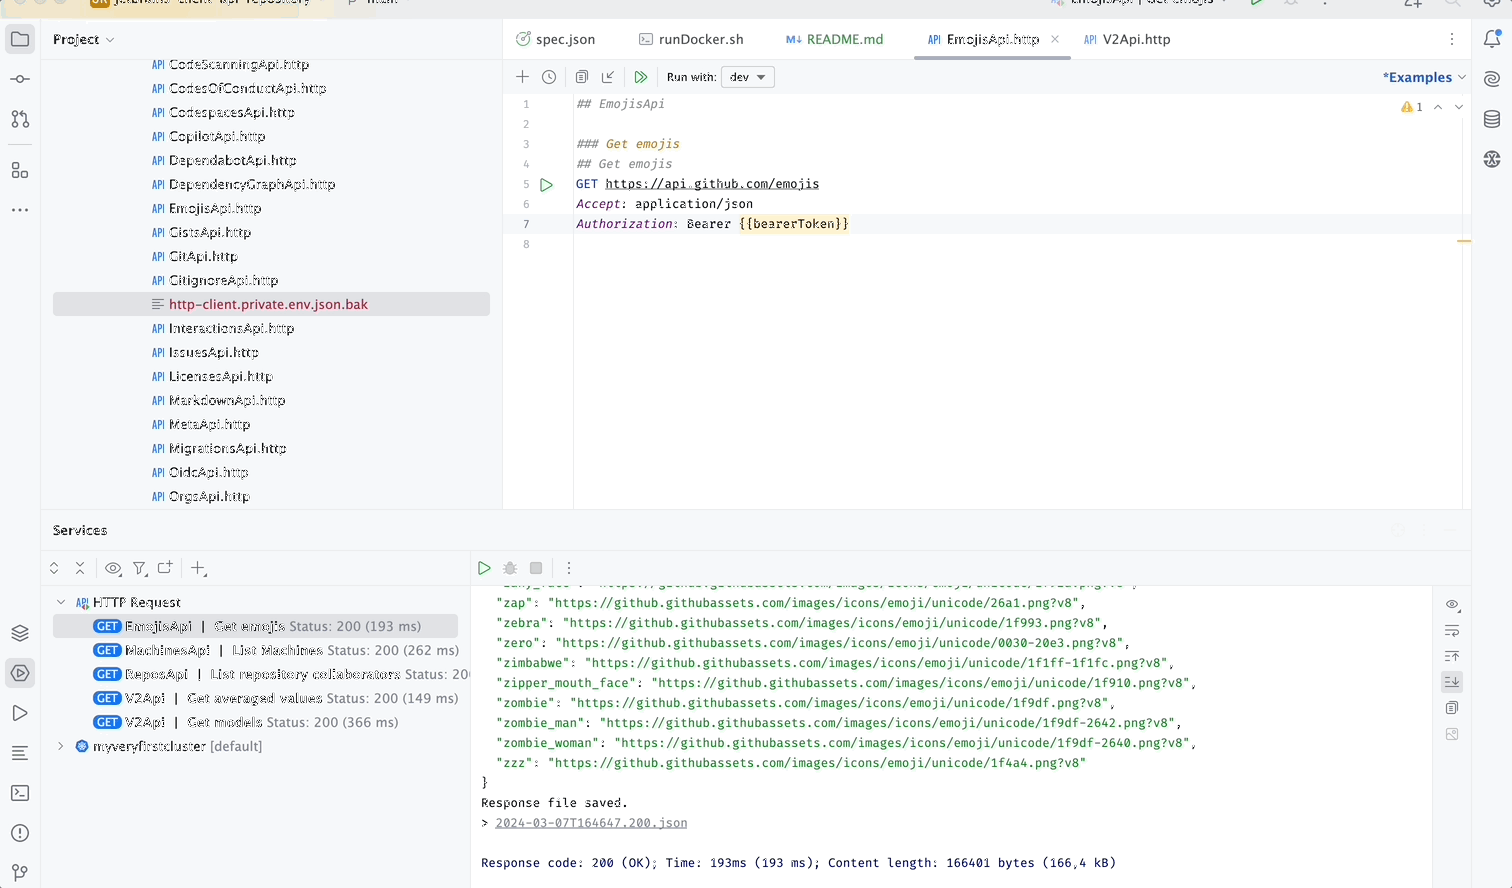 Project
spec.json
runDocker.sh
README.md
API EmojisApi.http
API V2Api.http
API CodeScanningApi.http
API CodesOfConductApi.http
API CodespacesApi.http
API CopilotApi.http
API DependabotApi.http
API DependencyGraphApi.http
API EmojisApi.http
API GistsApi.http
API GitApi.http
API GitignoreApi.http
http-client.private.env.json.bak
API InteractionsApi.http
API IssuesApi.http
API LicensesApi.http
API MarkdownApi.http
API MetaApi.http
API MigrationsApi.http
API OidcApi.http
API OrgsApi.http
Run with: dev
*Examples
1
1 ## EmojisApi
2
3 ### Get emojis
4 ## Get emojis
5 GET https://api.github.com/emojis
6 Accept: application/json
7 Authorization: Bearer {{bearerToken}}
8
Services
API HTTP Request
GET EmojisApi | Get emojis Status: 200 (193 ms)
GET MachinesApi | List Machines Status: 200 (262 ms)
GET ReposApi | List repository collaborators Status: 20
GET V2Api | Get averaged values Status: 200 (149 ms)
GET V2Api | Get models Status: 200 (366 ms)
myveryfirstcluster [default]
"zap": "https://github.githubassets.com/images/icons/emoji/unicode/26a1.png?v8",
"zebra": "https://github.githubassets.com/images/icons/emoji/unicode/1f993.png?v8",
"zero": "https://github.githubassets.com/images/icons/emoji/unicode/0030-20e3.png?v8",
"zimbabwe": "https://github.githubassets.com/images/icons/emoji/unicode/1f1ff-1f1fc.png?v8",
"zipper_mouth_face": "https://github.githubassets.com/images/icons/emoji/unicode/1f910.png?v8",
"zombie": "https://github.githubassets.com/images/icons/emoji/unicode/1f9df.png?v8",
"zombie_man": "https://github.githubassets.com/images/icons/emoji/unicode/1f9df-2642.png?v8",
"zombie_woman": "https://github.githubassets.com/images/icons/emoji/unicode/1f9df-2640.png?v8",
"zzz": "https://github.githubassets.com/images/icons/emoji/unicode/1f4a4.png?v8"
}
Response file saved.
> 2024-03-07T164647.200.json
Response code: 200 (OK); Time: 193ms (193 ms); Content length: 166401 bytes (166,4 kB)